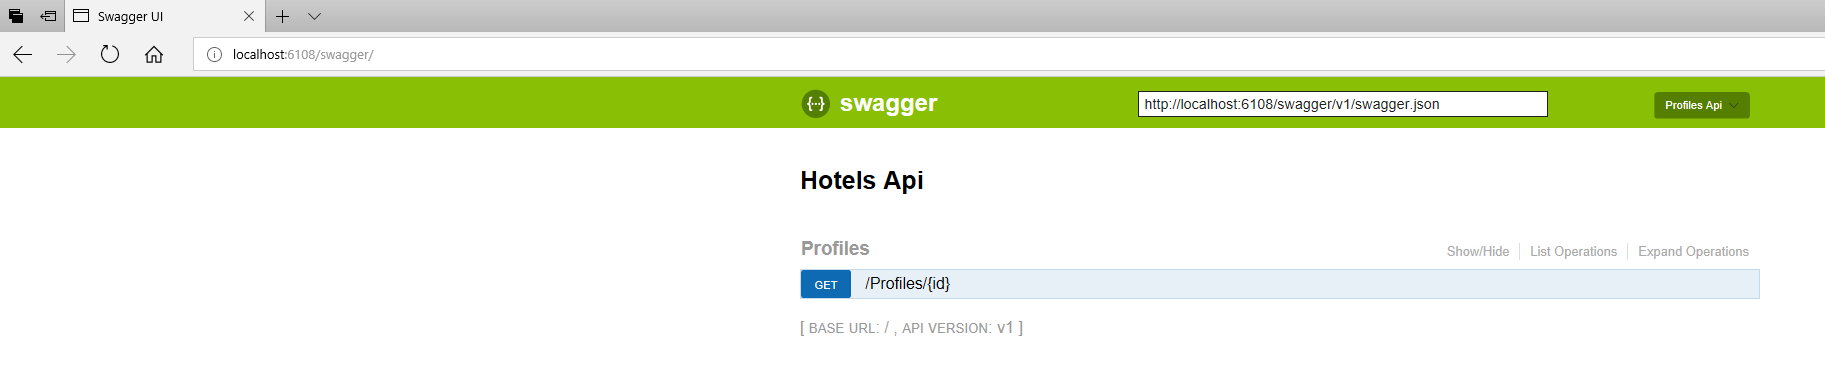 Swagger UI
localhost:6108/swagger/
{··} swagger http://localhost:6108/swagger/v1/swagger.json Profiles Api
Hotels Api
Profiles Show/Hide List Operations Expand Operations
GET /Profiles/{id}
[ BASE URL: / , API VERSION: v1 ]